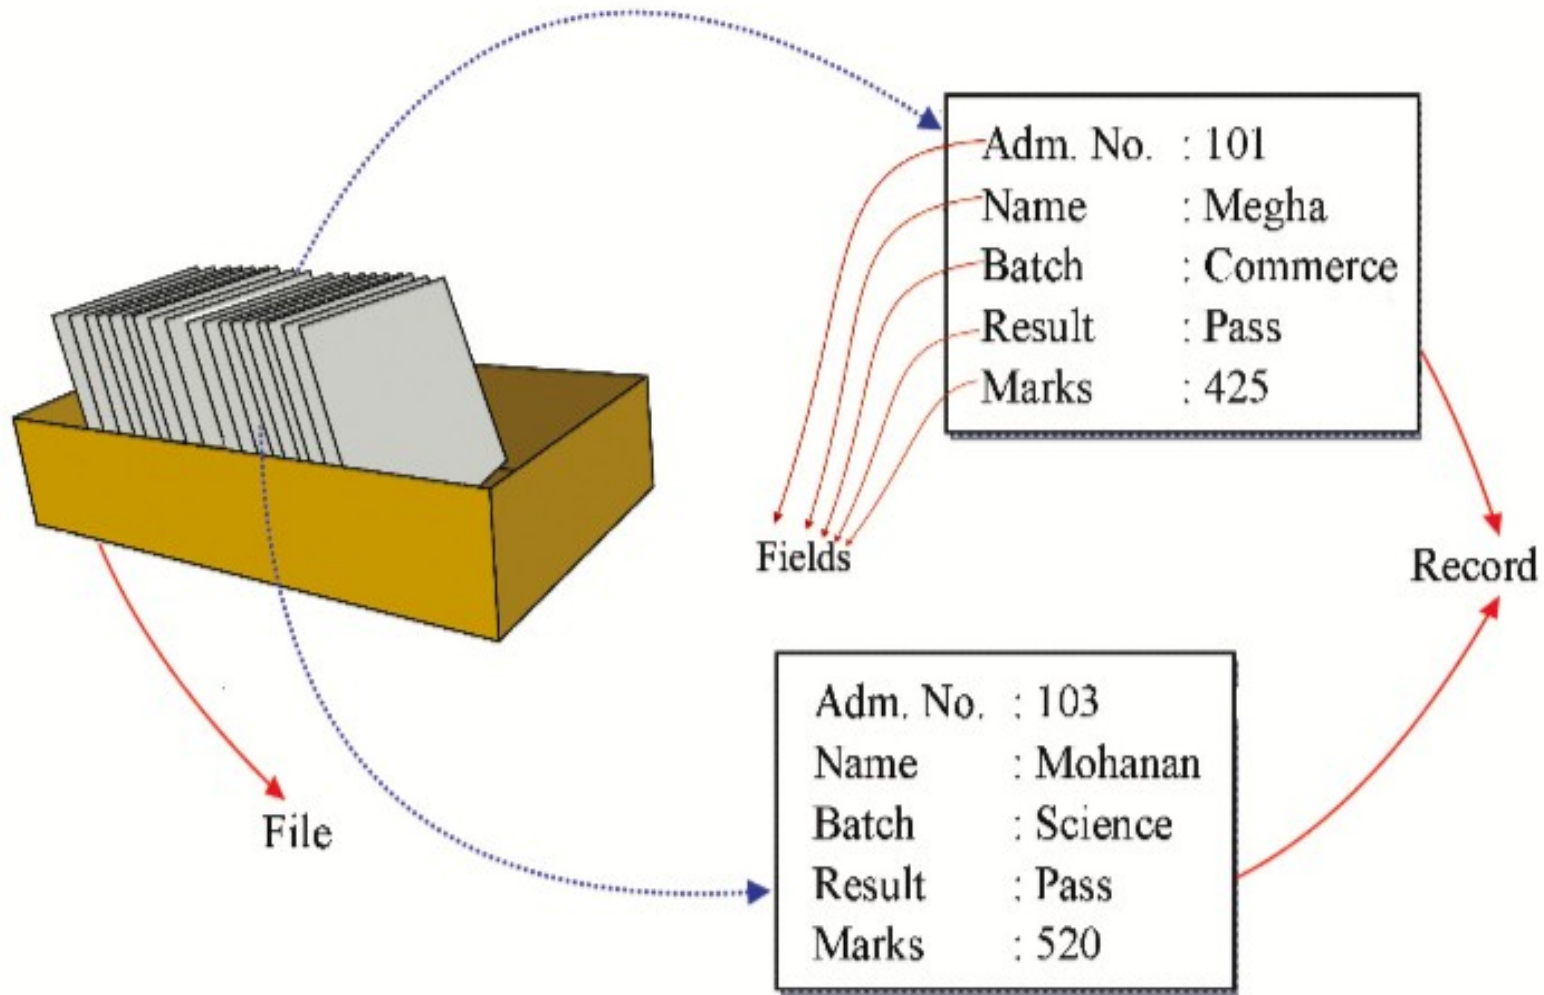 Adm. No. : 101
Name : Megha
Batch : Commerce
Result : Pass
Marks : 425
Fields
Record
Adm. No. : 103
Name : Mohanan
Batch : Science
Result : Pass
Marks : 520
File